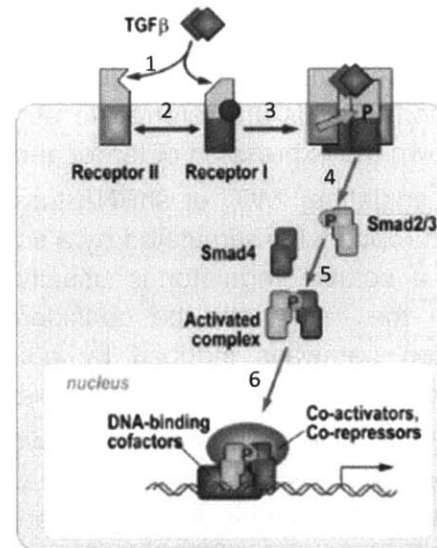 TGFβ
1
2
3
P
Receptor II
Receptor I
4
P
Smad2/3
Smad4
5
P
Activated
complex
6
nucleus
DNA-binding
cofactors
Co-activators,
Co-repressors
P